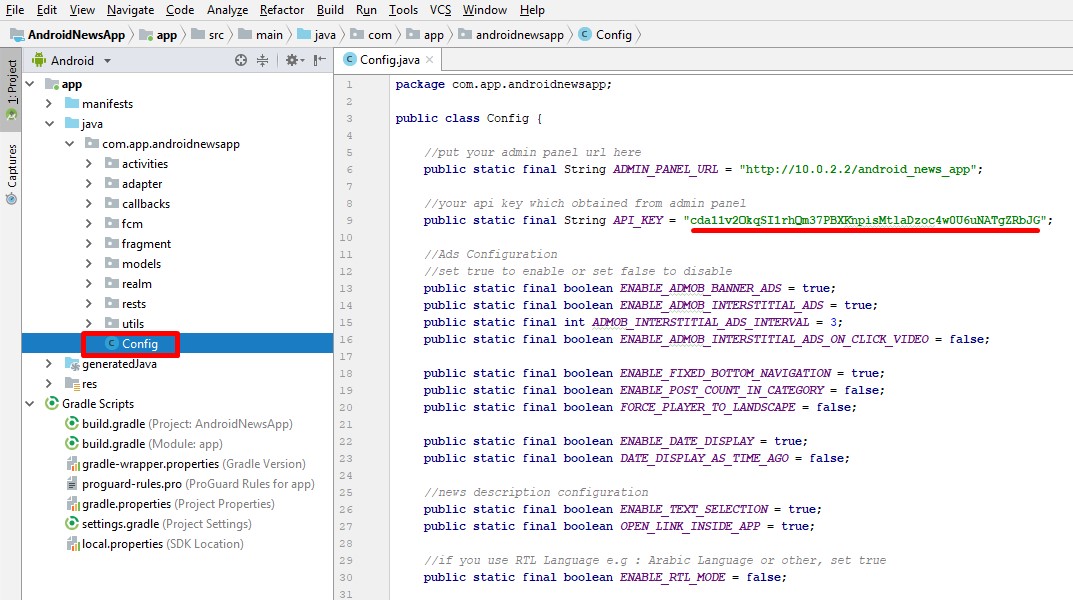 File Edit View Navigate Code Analyze Refactor Build Run Tools VCS Window Help
AndroidNewsApp app src main java com app androidnewsapp Config
1: Project
Captures
Android
app
manifests
java
com.app.androidnewsapp
activities
adapter
callbacks
fcm
fragment
models
realm
rests
utils
Config
generatedJava
res
Gradle Scripts
build.gradle (Project: AndroidNewsApp)
build.gradle (Module: app)
gradle-wrapper.properties (Gradle Version)
proguard-rules.pro (ProGuard Rules for app)
gradle.properties (Project Properties)
settings.gradle (Project Settings)
local.properties (SDK Location)
Config.java
1 package com.app.androidnewsapp;
2
3 public class Config {
4
5 //put your admin panel url here
6 public static final String ADMIN_PANEL_URL = "http://10.0.2.2/android_news_app";
7
8 //your api key which obtained from admin panel
9 public static final String API_KEY = "cda11v2OkqSI1rhQm37PBXKnpisMtlaDzoc4w0U6uNATgZRbJG";
10
11 //Ads Configuration
12 //set true to enable or set false to disable
13 public static final boolean ENABLE_ADMOB_BANNER_ADS = true;
14 public static final boolean ENABLE_ADMOB_INTERSTITIAL_ADS = true;
15 public static final int ADMOB_INTERSTITIAL_ADS_INTERVAL = 3;
16 public static final boolean ENABLE_ADMOB_INTERSTITIAL_ADS_ON_CLICK_VIDEO = false;
17
18 public static final boolean ENABLE_FIXED_BOTTOM_NAVIGATION = true;
19 public static final boolean ENABLE_POST_COUNT_IN_CATEGORY = false;
20 public static final boolean FORCE_PLAYER_TO_LANDSCAPE = false;
21
22 public static final boolean ENABLE_DATE_DISPLAY = true;
23 public static final boolean DATE_DISPLAY_AS_TIME_AGO = false;
24
25 //news description configuration
26 public static final boolean ENABLE_TEXT_SELECTION = true;
27 public static final boolean OPEN_LINK_INSIDE_APP = true;
28
29 //if you use RTL Language e.g : Arabic Language or other, set true
30 public static final boolean ENABLE_RTL_MODE = false;
31